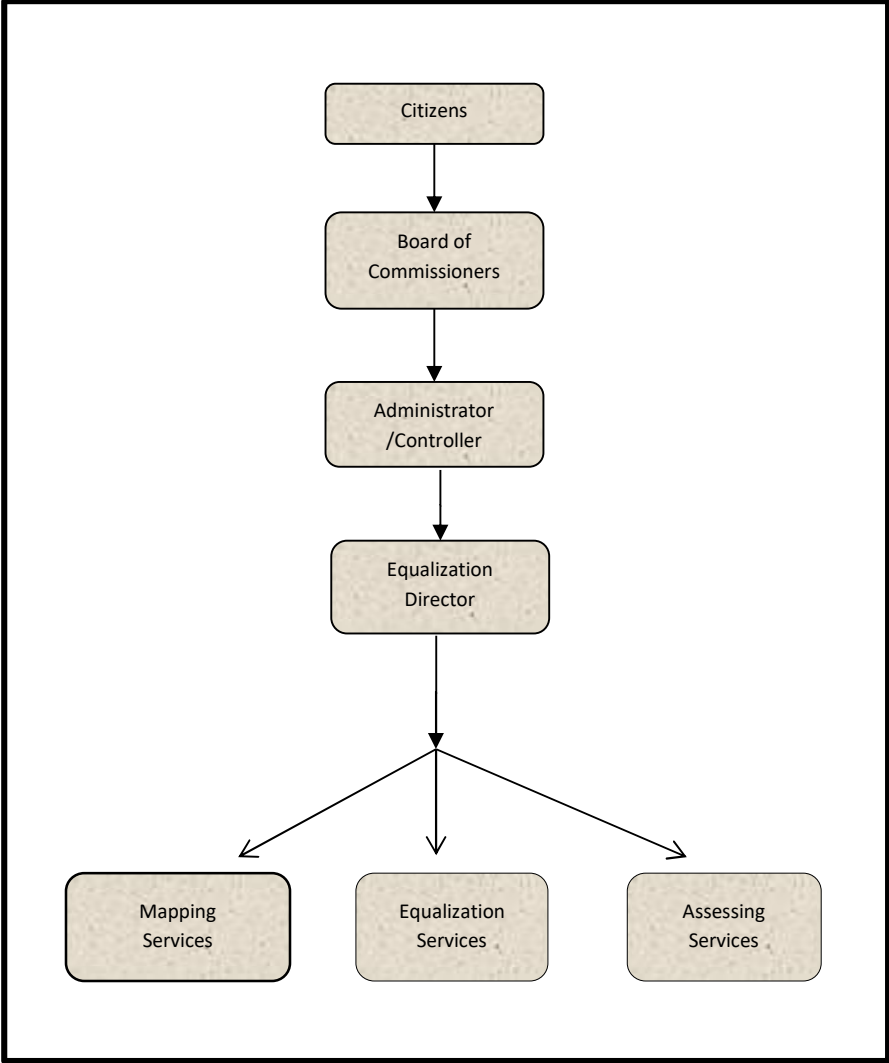 Citizens
Board of
Commissioners
Administrator
/Controller
Equalization
Director
Mapping
Services
Equalization
Services
Assessing
Services